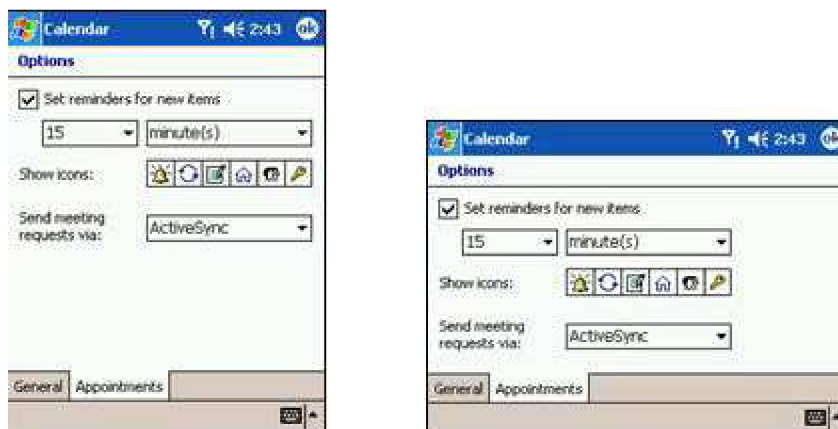 Calendar 2:43 ok
Options
Set reminders for new items
15 minute(s)
Show icons:
Send meeting
requests via:
ActiveSync
General Appointments
Calendar 2:43 ok
Options
Set reminders for new items
15 minute(s)
Show icons:
Send meeting
requests via:
ActiveSync
General Appointments